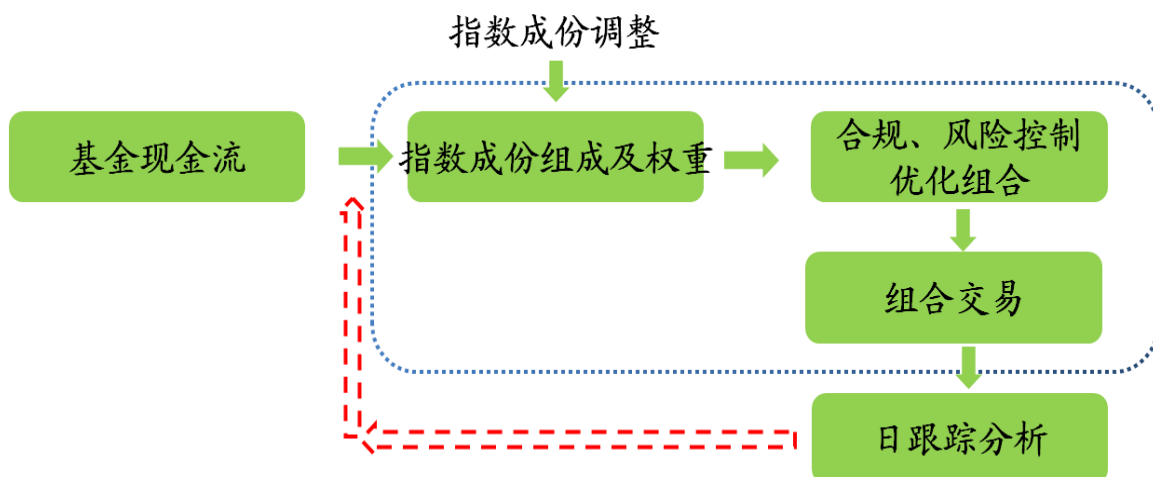 指数成份调整
基金现金流
指数成份组成及权重
合规、风险控制
优化组合
组合交易
日跟踪分析